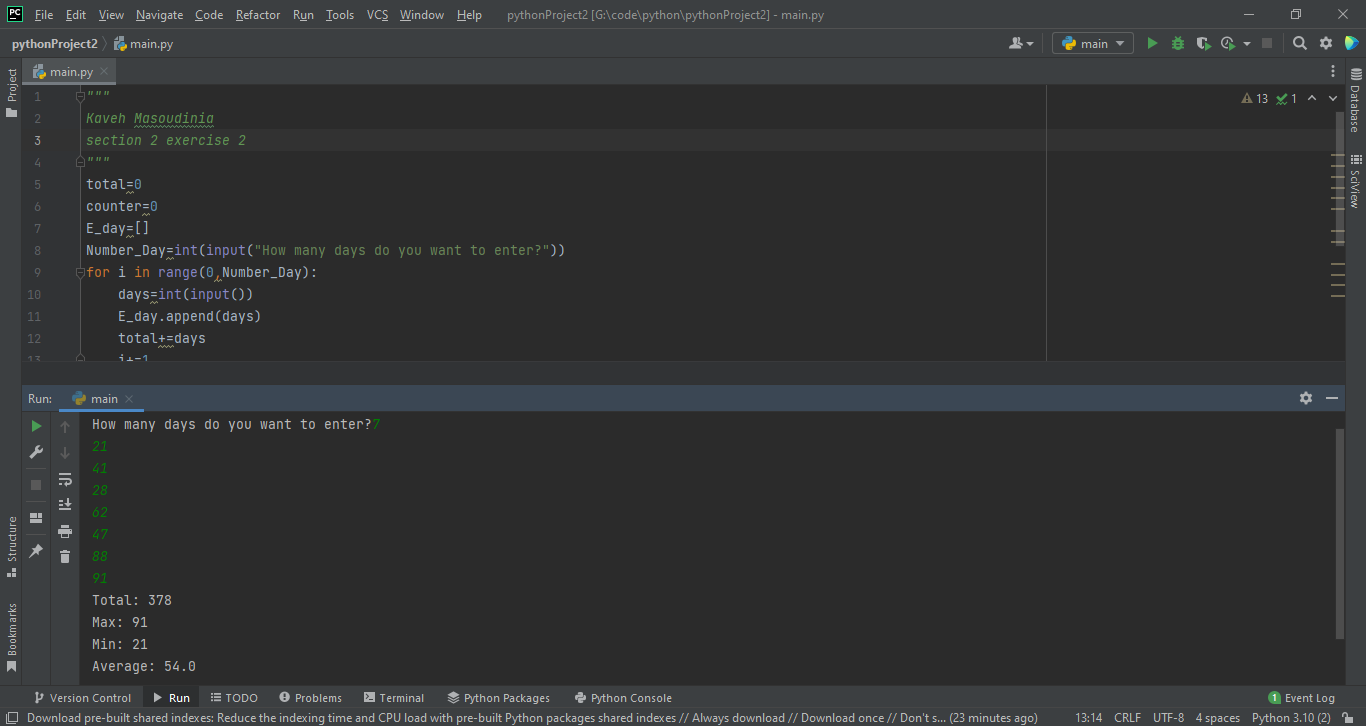 PC File Edit View Navigate Code Refactor Run Tools VCS Window Help pythonProject2 [G:\code\python\pythonProject2] - main.py
pythonProject2 main.py main
Project
main.py
Database
SciView
13 1
1 """
2 Kaveh Masoudinia
3 section 2 exercise 2
4 """
5 total=0
6 counter=0
7 E_day=[]
8 Number_Day=int(input("How many days do you want to enter?"))
9 for i in range(0,Number_Day):
10 days=int(input())
11 E_day.append(days)
12 total+=days
13 i+=1
Run: main
How many days do you want to enter?7
21
41
28
62
47
88
91
Total: 378
Max: 91
Min: 21
Average: 54.0
Structure
Bookmarks
Version Control Run TODO Problems Terminal Python Packages Python Console 1 Event Log
Download pre-built shared indexes: Reduce the indexing time and CPU load with pre-built Python packages shared indexes // Always download // Download once // Don't s... (23 minutes ago) 13:14 CRLF UTF-8 4 spaces Python 3.10 (2)